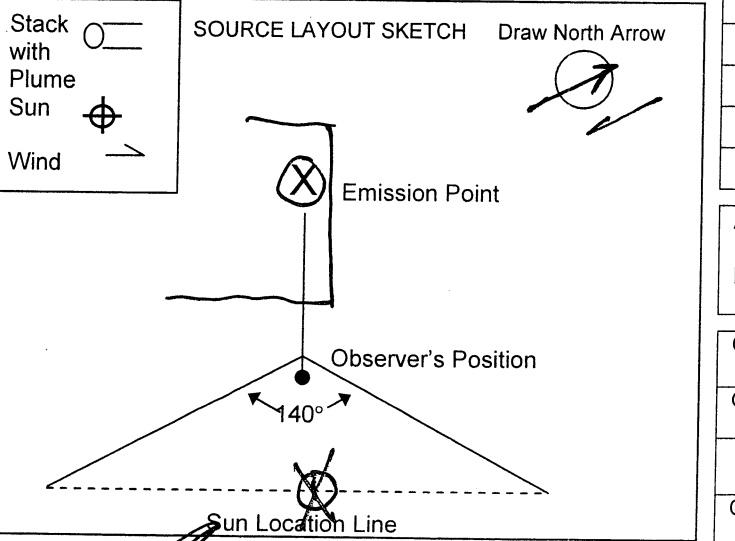 Stack
with
Plume
Sun
Wind
SOURCE LAYOUT SKETCH
Draw North Arrow
X
Emission Point
Observer's Position
140°
Sun Location Line